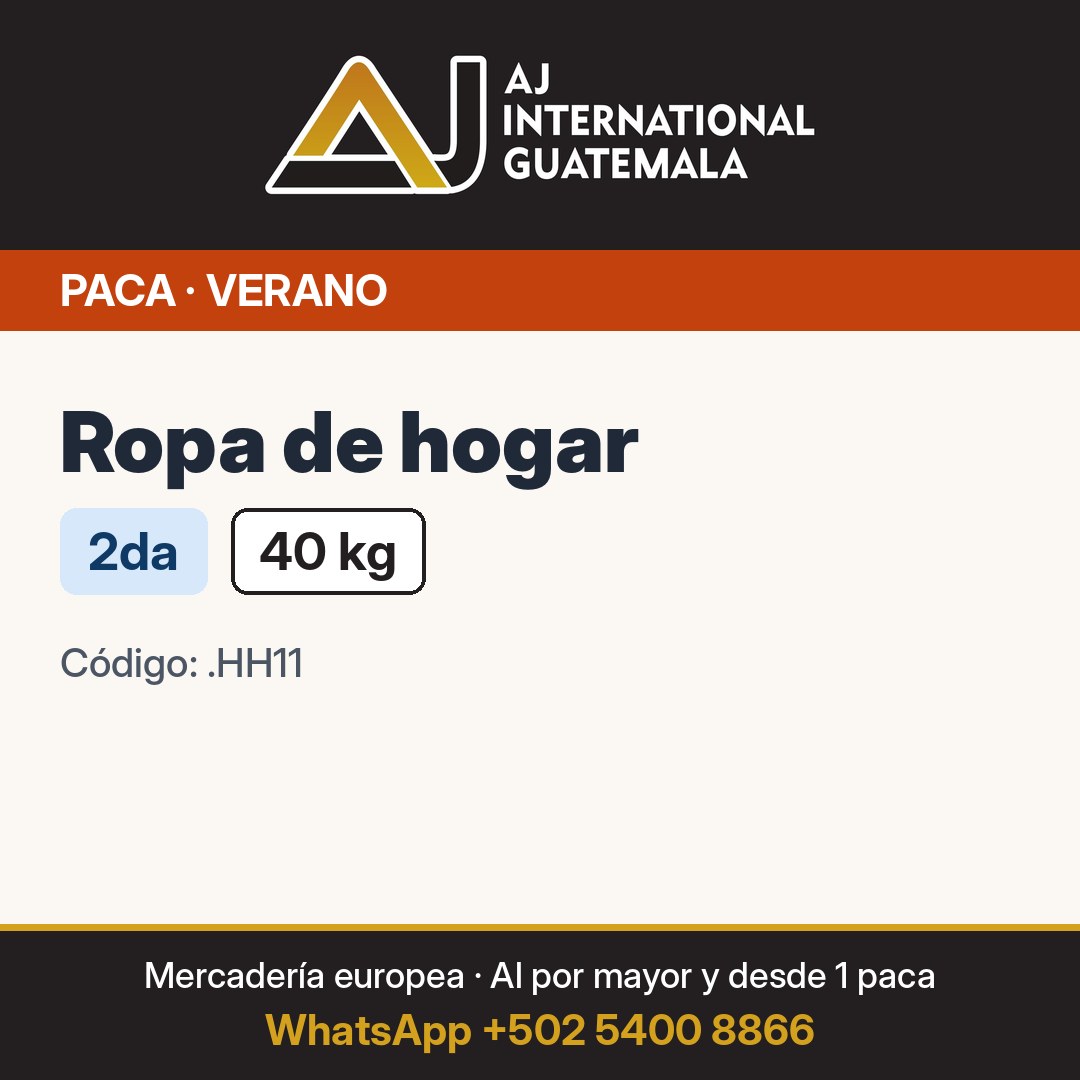 AJ
INTERNATIONAL
GUATEMALA
PACA · VERANO
Ropa de hogar
2da
40 kg
Código: .HH11
Mercadería europea · Al por mayor y desde 1 paca
WhatsApp +502 5400 8866